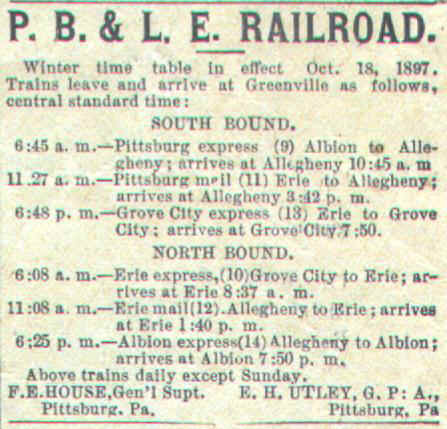 P. B. & L. E. RAILROAD.
Winter time table in effect Oct. 18, 1897.
Trains leave and arrive at Greenville as follows,
central standard time:
SOUTH BOUND.
6:45 a. m.—Pittsburg express (9) Albion to Alle-
gheny; arrives at Allegheny 10:45 a. m
11.27 a. m.—Pittsburg mail (11) Erie to Allegheny;
arrives at Allegheny 3:42 p. m.
6:48 p. m.—Grove City express (13) Erie to Grove
City; arrives at Grove City 7:50.
NORTH BOUND.
6:08 a. m.—Erie express,(10)Grove City to Erie; ar-
rives at Erie 8:37 a. m.
11:08 a. m.—Erie mail(12).Allegheny to Erie; arrives
at Erie 1:40 p. m.
6;25 p. m.—Albion express(14) Allegheny to Albion;
arrives at Albion 7:50 p. m.
Above trains daily except Sunday.
F.E.HOUSE,Gen'l Supt. E. H. UTLEY, G. P: A.,
Pittsburg, Pa. Pittsburg, Pa